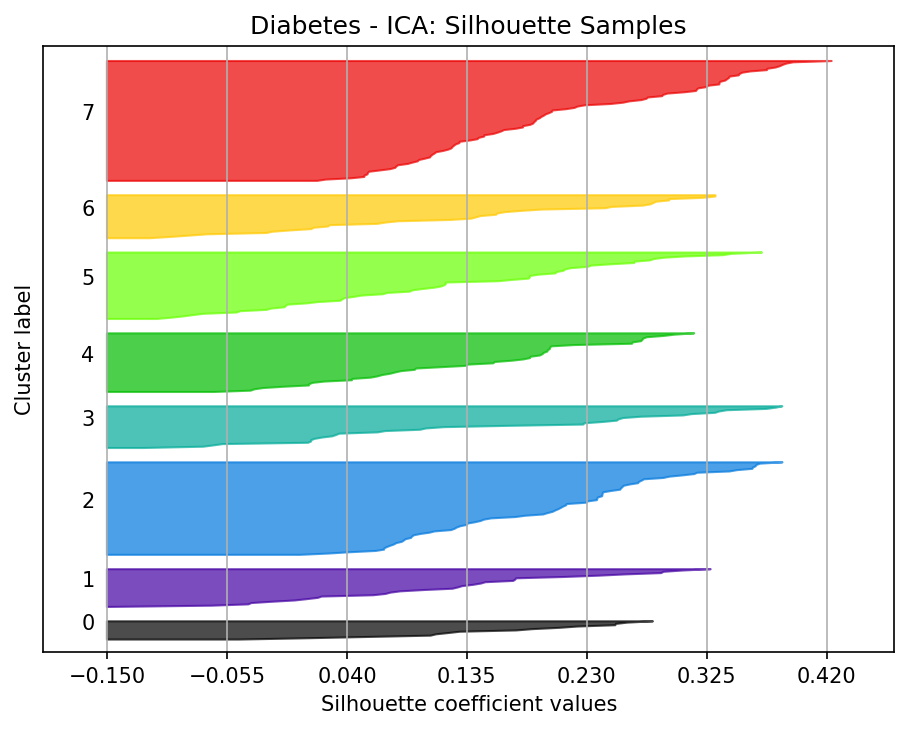 Diabetes - ICA: Silhouette Samples
7
6
5
4
3
2
1
0
Cluster label
−0.150 −0.055 0.040 0.135 0.230 0.325 0.420
Silhouette coefficient values